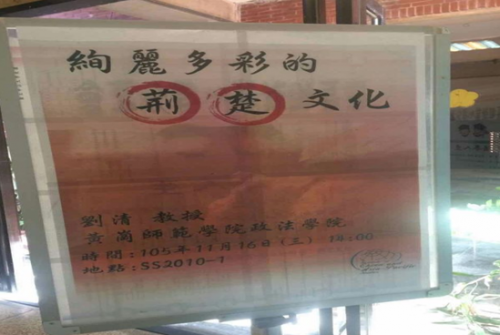 絢麗多彩的
荊楚文化
劉清 教授
黃崗師範學院政法學院
時間:105年11月16日(三) 14:00
地點:SS2010-1